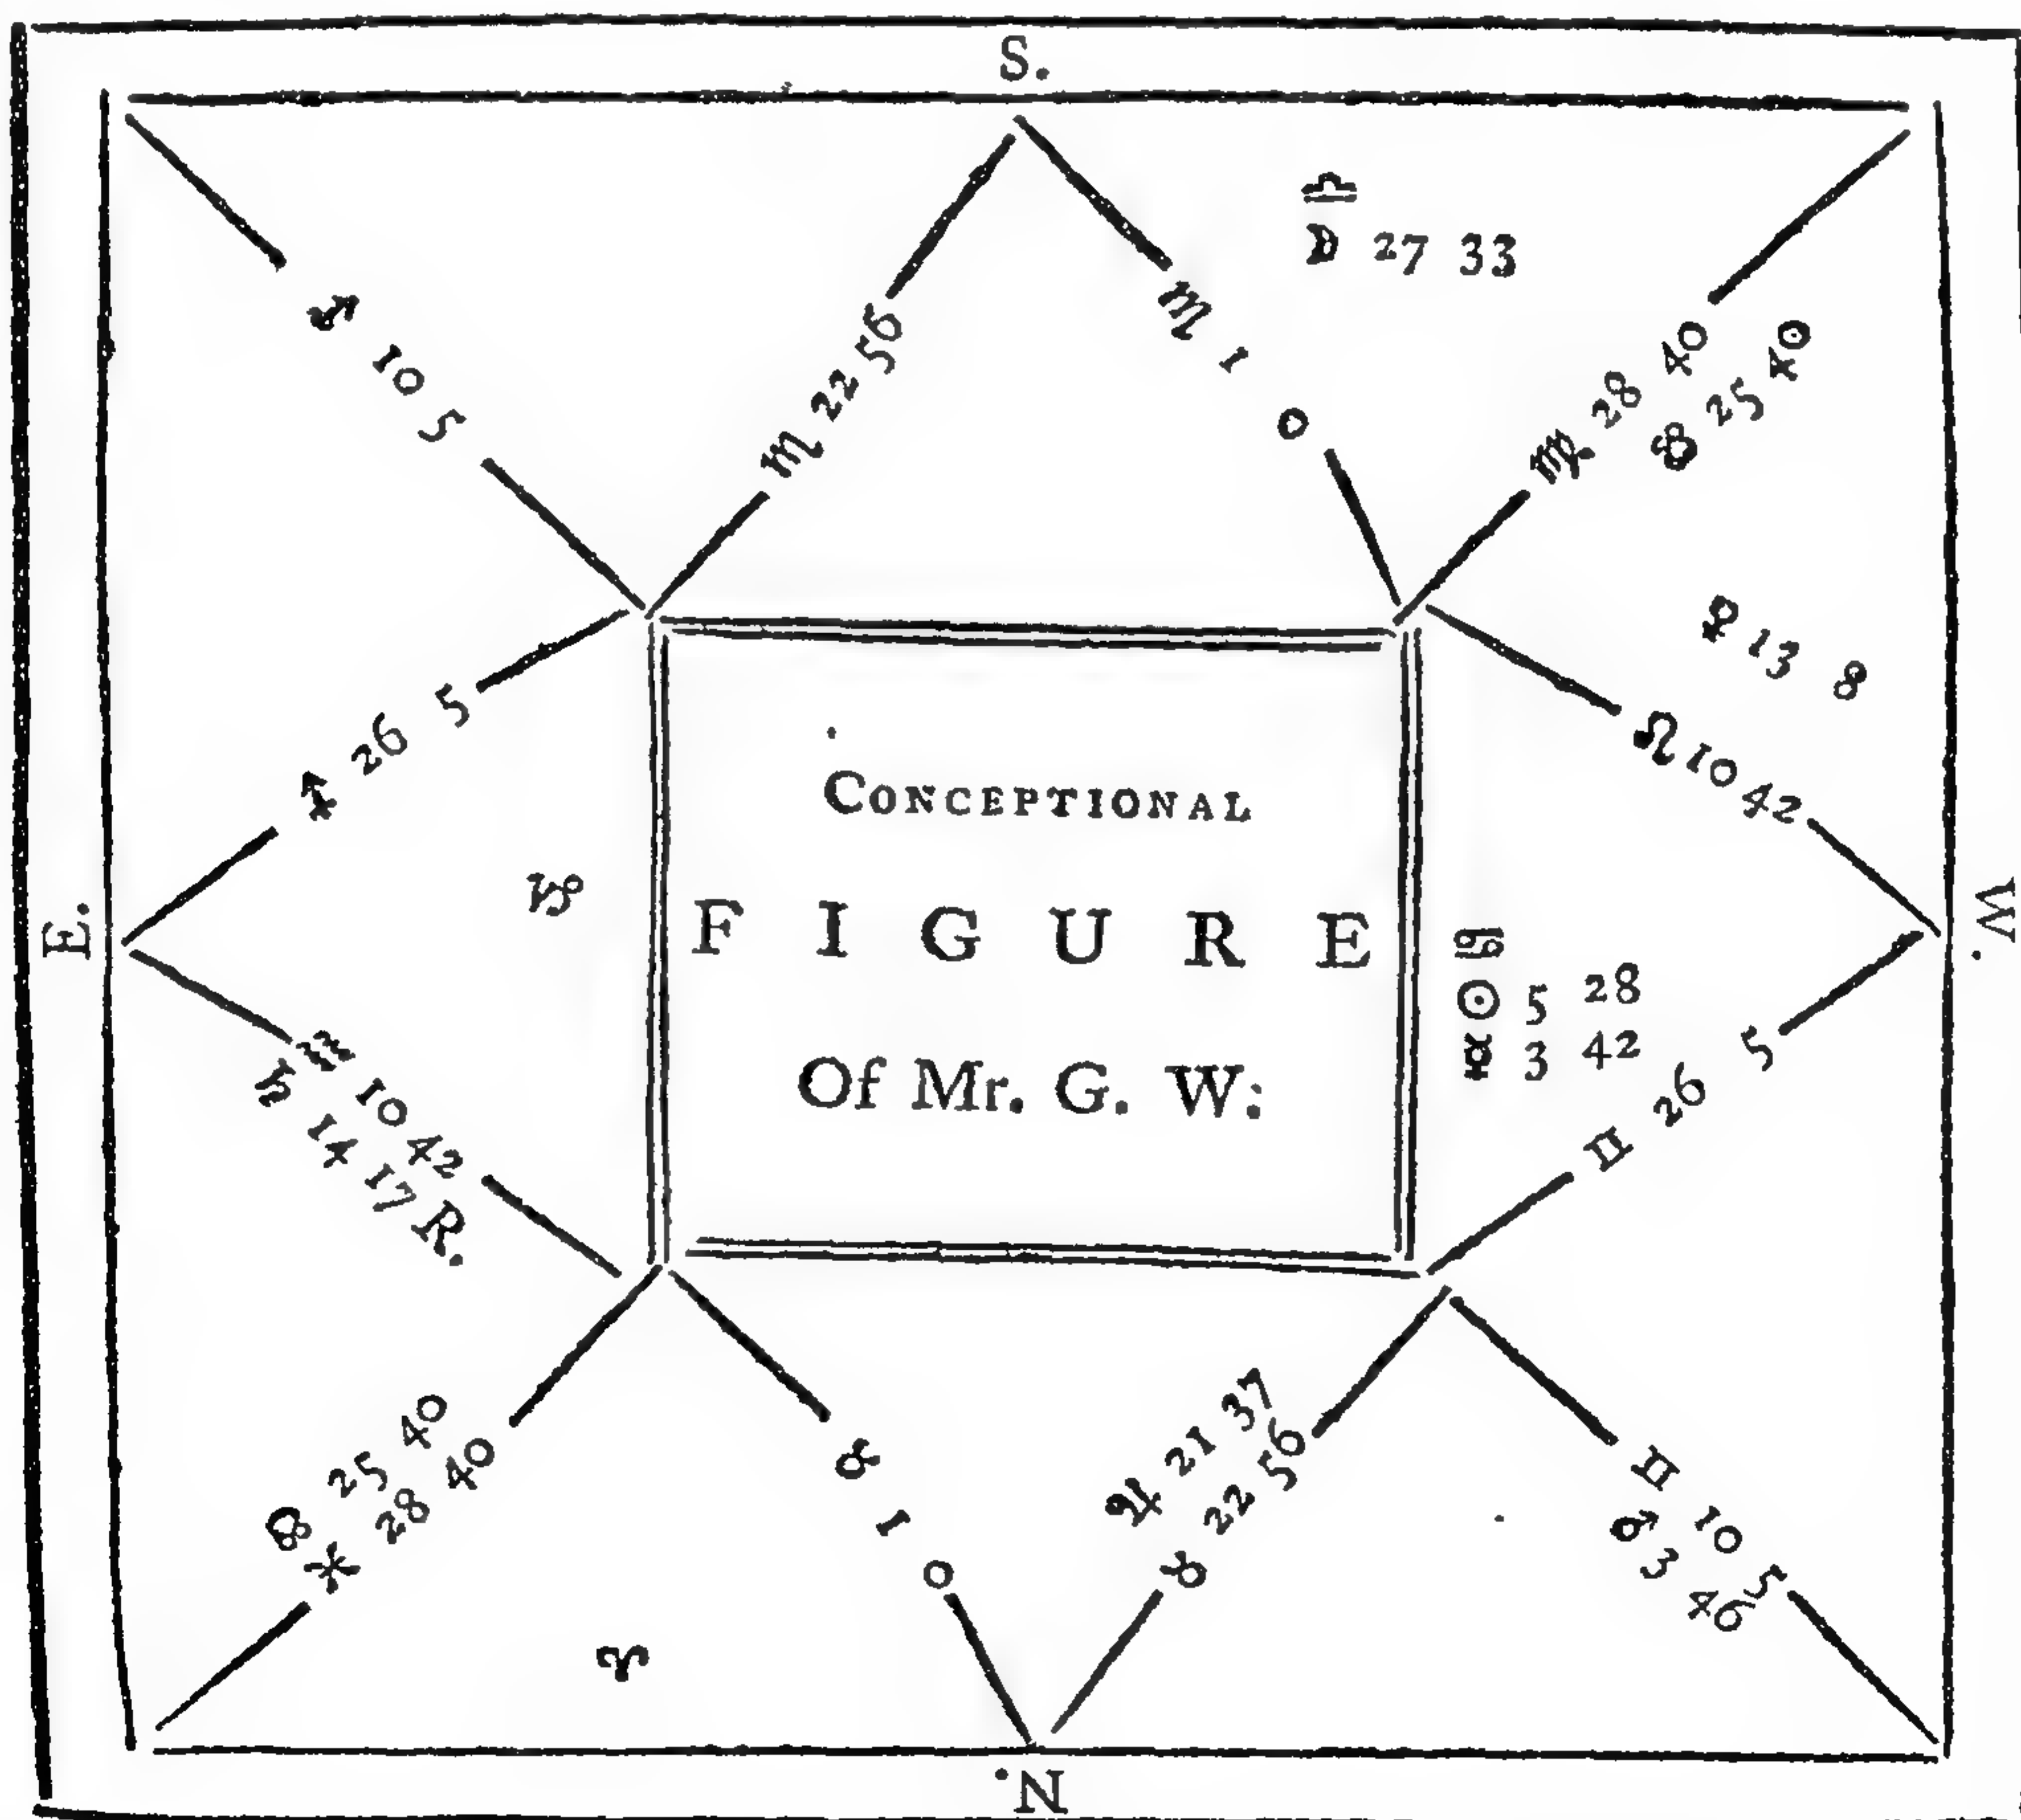 S.
♎
☽ 27 33
♂ 10 5
♏ 22 56
♏ 1 0
♍ 28 40
☋ 25 40
♀ 13 8
♐ 26 5
♌ 10 42
E.
W.
♑
CONCEPTIONAL
FIGURE
Of Mr. G. W:
♋
☉ 5 28
☿ 3 42
♒ 10 42
♄ 14 17 R.
♊ 26 5
☊ 25 40
♓ 28 40
♉ 1 0
♃ 21 37
♉ 22 56
♊ 10 5
♂ 3 46
♈
N.